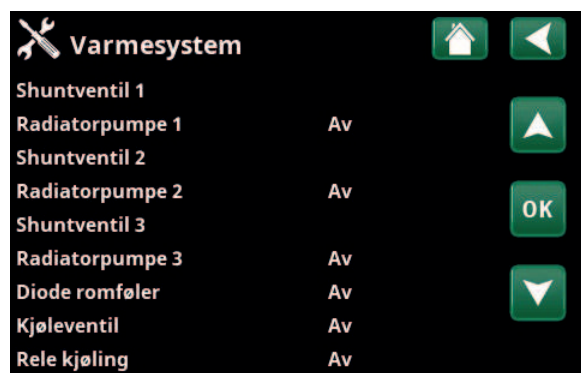 Varmesystem
Shuntventil 1
Radiatorpumpe 1 Av
Shuntventil 2
Radiatorpumpe 2 Av
OK
Shuntventil 3
Radiatorpumpe 3 Av
Diode romføler Av
Kjøleventil Av
Rele kjøling Av